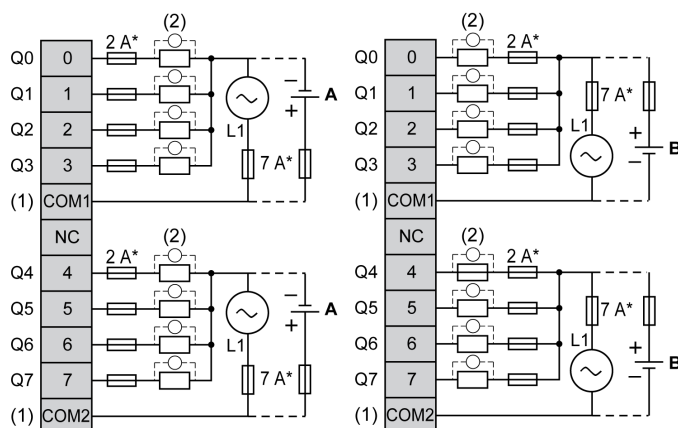 (2)
Q0 0 2 A*
Q1 1
Q2 2
Q3 3
(1) COM1
L1
7 A*
− + A
NC
(2)
Q4 4 2 A*
Q5 5
Q6 6
Q7 7
(1) COM2
L1
7 A*
− + A
(2)
Q0 0 2 A*
Q1 1
Q2 2
Q3 3
(1) COM1
7 A*
L1
+ − B
NC
(2)
Q4 4 2 A*
Q5 5
Q6 6
Q7 7
(1) COM2
7 A*
L1
+ − B